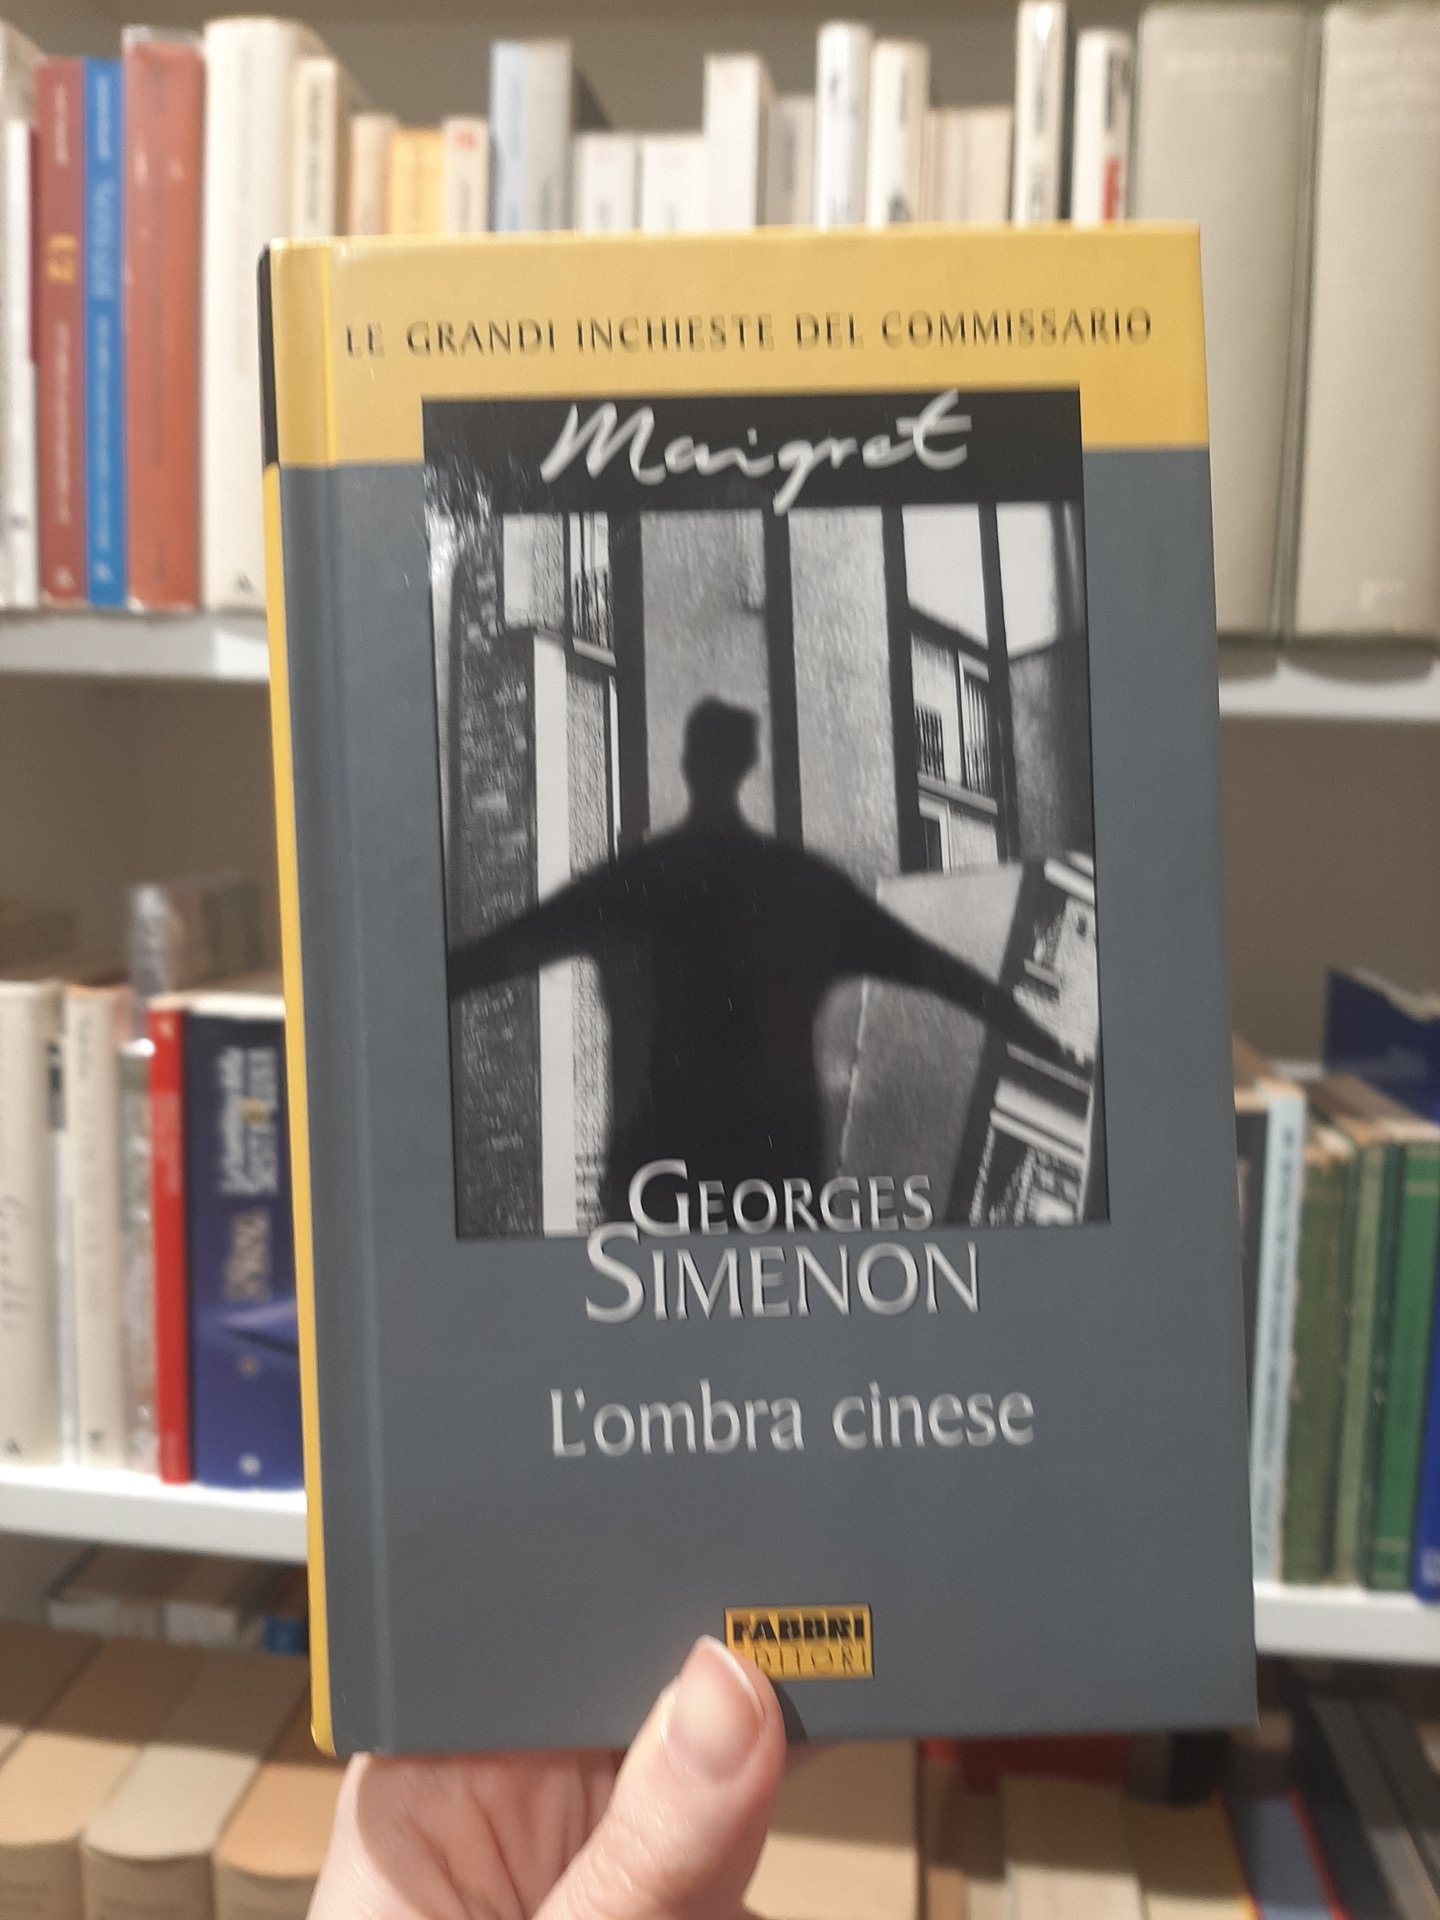 LE GRANDI INCHIESTE DEL COMMISSARIO
Maigret
GEORGES
SIMENON
L'ombra cinese
FABBRI
EDITORI